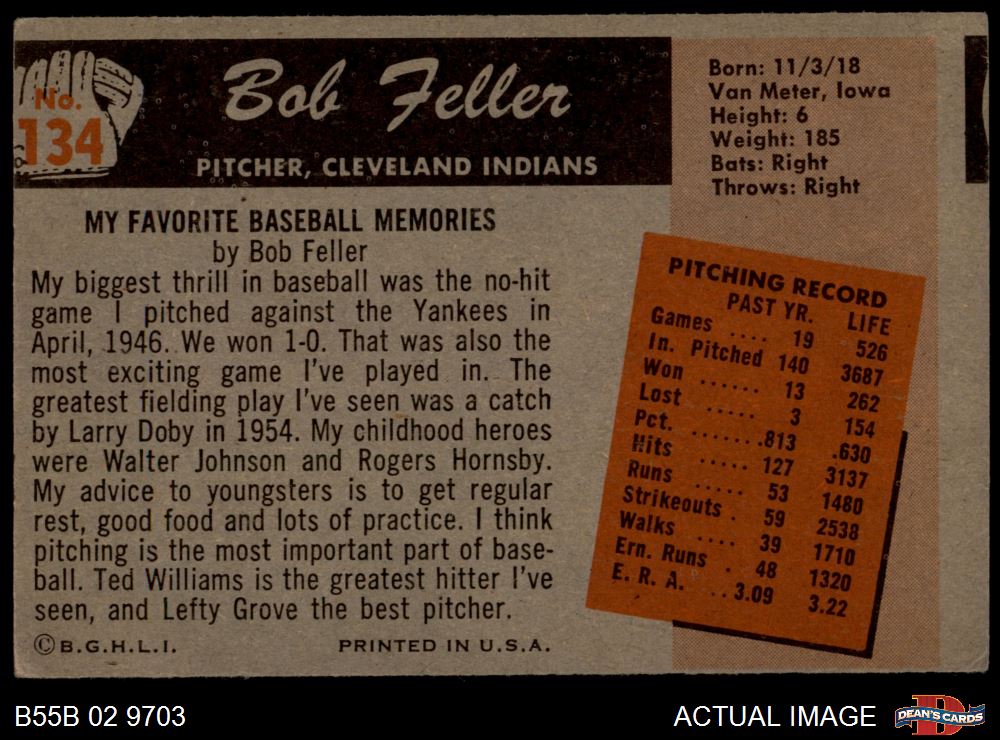 No.
134
Bob Feller
PITCHER, CLEVELAND INDIANS
Born: 11/3/18
Van Meter, Iowa
Height: 6
Weight: 185
Bats: Right
Throws: Right
MY FAVORITE BASEBALL MEMORIES
by Bob Feller
My biggest thrill in baseball was the no-hit
game I pitched against the Yankees in
April, 1946. We won 1-0. That was also the
most exciting game I've played in. The
greatest fielding play I've seen was a catch
by Larry Doby in 1954. My childhood heroes
were Walter Johnson and Rogers Hornsby.
My advice to youngsters is to get regular
rest, good food and lots of practice. I think
pitching is the most important part of base-
ball. Ted Williams is the greatest hitter I've
seen, and Lefty Grove the best pitcher.
©B.G.H.L.I. PRINTED IN U.S.A.
PITCHING RECORD
PAST YR. LIFE
Games .... 19 526
In. Pitched 140 3687
Won ...... 13 262
Lost ..... 3 154
Pct. .......813 .630
Hits ..... 127 3137
Runs ..... 53 1480
Strikeouts . 59 2538
Walks .... 39 1710
Ern. Runs . 48 1320
E. R. A. ..3.09 3.22
B55B 02 9703
ACTUAL IMAGE
D
DEAN'S CARDS